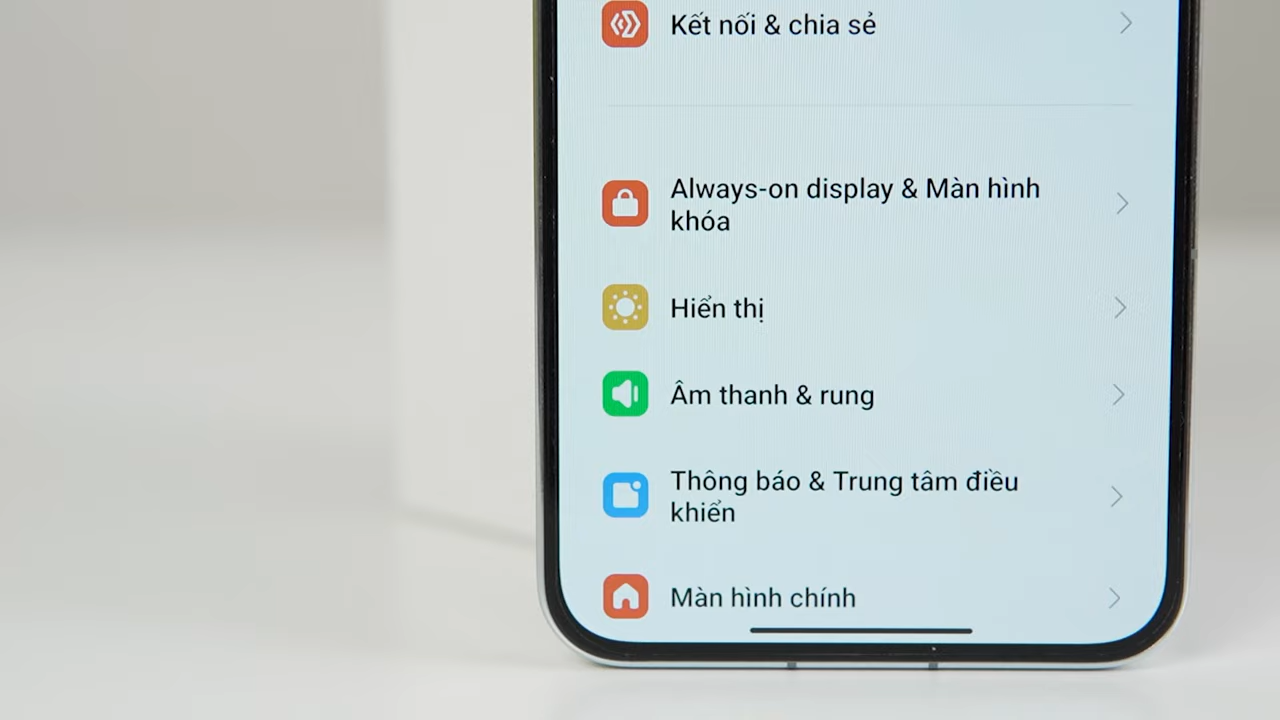 Kết nối & chia sẻ
Always-on display & Màn hình
khóa
Hiển thị
Âm thanh & rung
Thông báo & Trung tâm điều
khiển
Màn hình chính